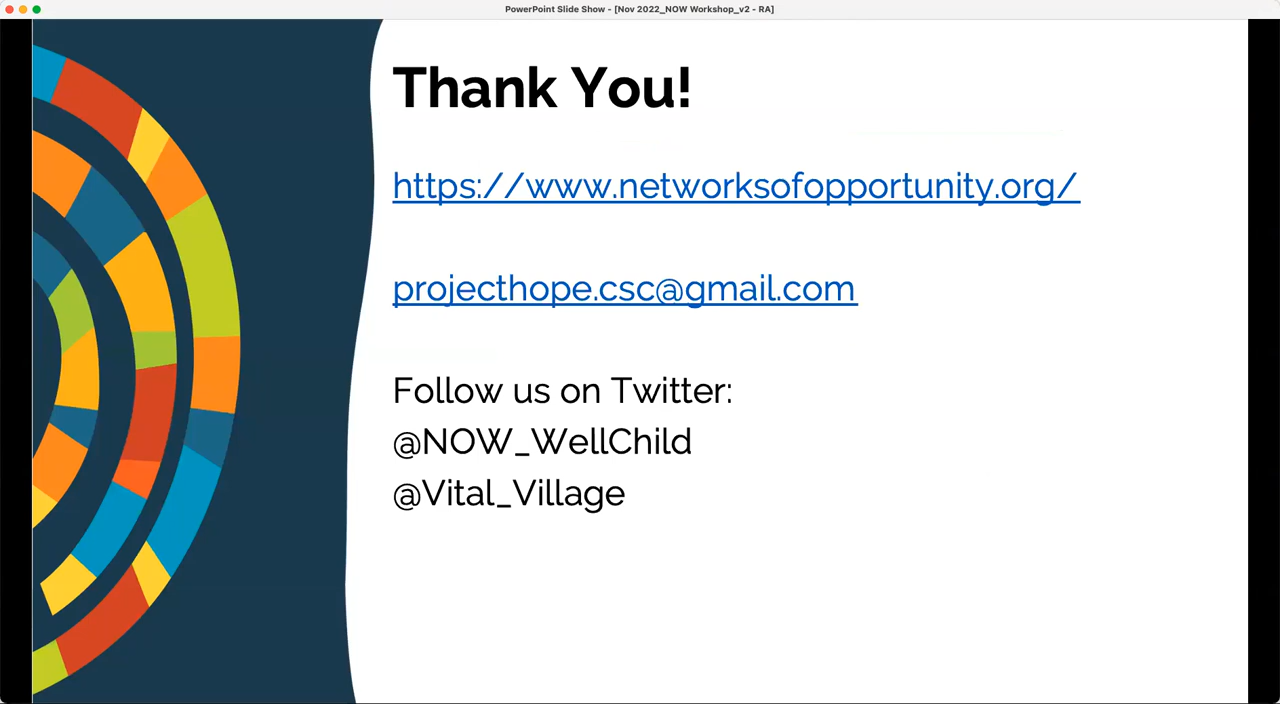 PowerPoint Slide Show - [Nov 2022_NOW Workshop_v2 - RA]
Thank You!
https://www.networksofopportunity.org/
projecthope.csc@gmail.com
Follow us on Twitter:
@NOW_WellChild
@Vital_Village